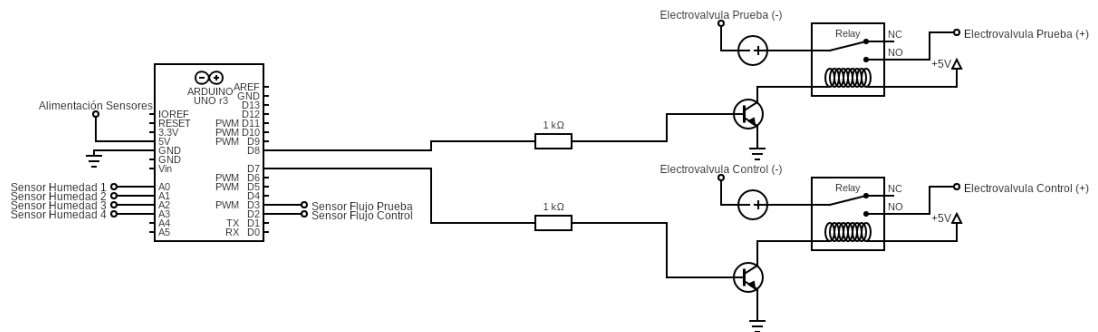 Electrovalvula Prueba (-)
Relay
NC
NO
Electrovalvula Prueba (+)
+5V
ARDUINO
UNO r3
AREF
GND
D13
D12
PWM D11
PWM D10
PWM D9
D8
D7
PWM D6
PWM D5
D4
PWM D3
D2
TX D1
RX D0
Alimentación Sensores
IOREF
RESET
3.3V
5V
GND
GND
Vin
A0
A1
A2
A3
A4
A5
Sensor Humedad 1
Sensor Humedad 2
Sensor Humedad 3
Sensor Humedad 4
Sensor Flujo Prueba
Sensor Flujo Control
1 kΩ
1 kΩ
Electrovalvula Control (-)
Relay
NC
NO
Electrovalvula Control (+)
+5V